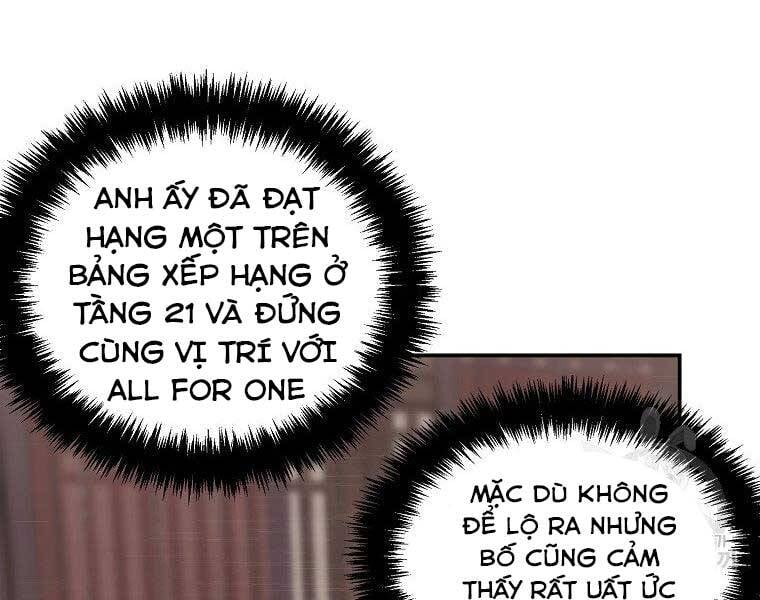 ANH ẤY ĐÃ ĐẠT
HẠNG MỘT TRÊN
BẢNG XẾP HẠNG Ở
TẦNG 21 VÀ ĐỨNG
CÙNG VỊ TRÍ VỚI
ALL FOR ONE
MẶC DÙ KHÔNG
ĐỂ LỘ RA NHƯNG
BỐ CŨNG CẢM
THẤY RẤT UẤT ỨC